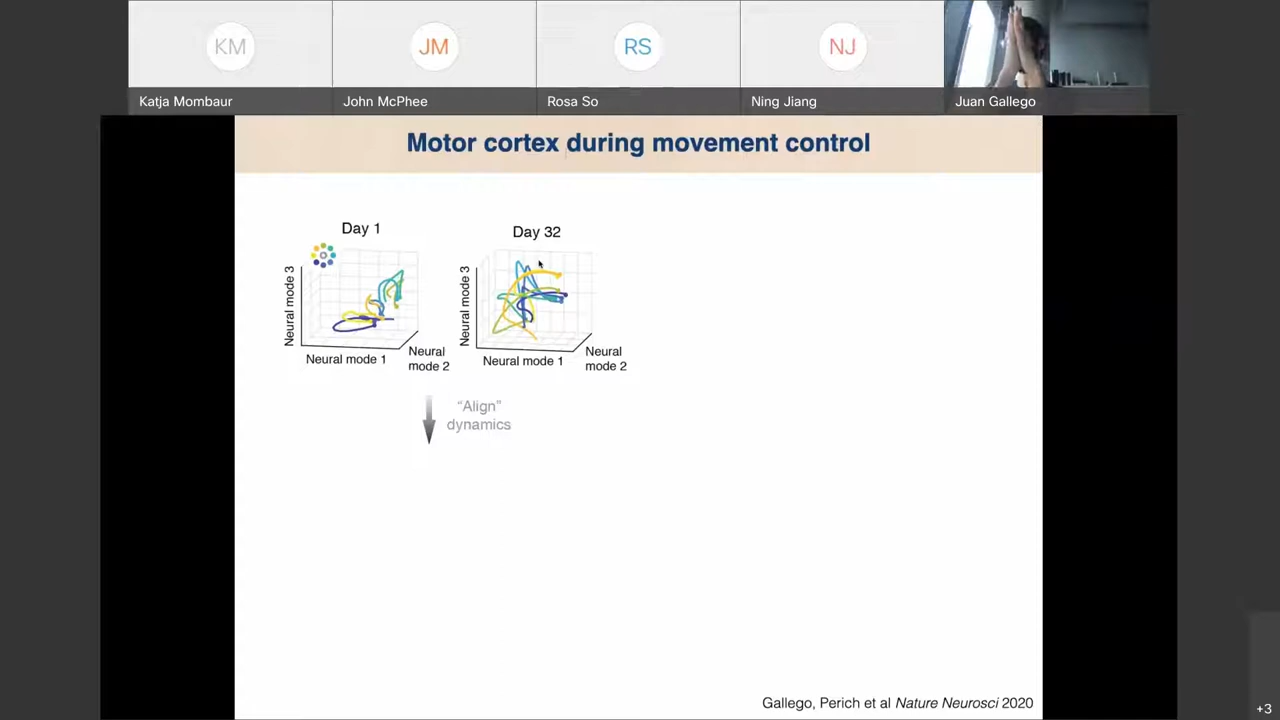 KM
JM
RS
NJ
Katja Mombaur
John McPhee
Rosa So
Ning Jiang
Juan Gallego
Motor cortex during movement control
Day 1
Day 32
Neural mode 3
Neural mode 1
Neural
mode 2
Neural mode 3
Neural mode 1
Neural
mode 2
“Align”
dynamics
Gallego, Perich et al Nature Neurosci 2020
+3